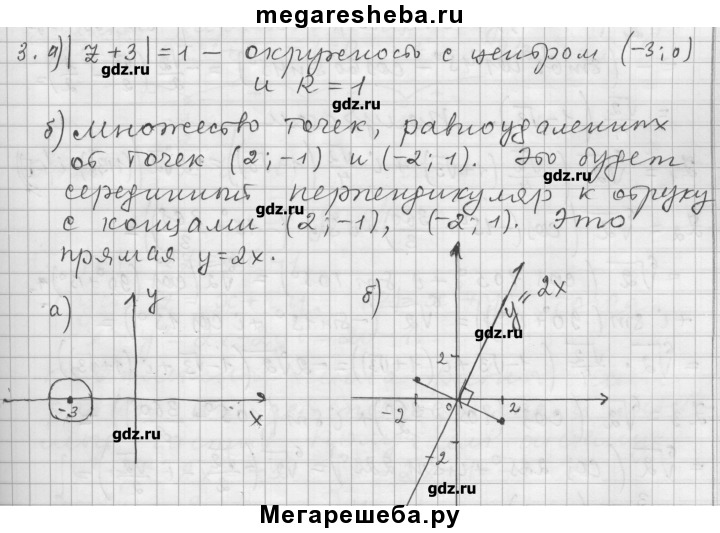 megaresheba.ru
3. а) |z+3|=1 — окружность с центром (-3;0)
gdz.ru
и R=1
gdz.ru
б) Множество точек, равноудаленных
от точек (2;-1) и (-2;1). Это будет
gdz.ru
серединный перпендикуляр к отрезку
gdz.ru
с концами (2;-1), (-2;1). Это
прямая y=2x.
а)
y
-3
x
gdz.ru
б)
y=2x
gdz.ru
2
-2
0
2
-2
gdz.ru
Мегарешеба.ру